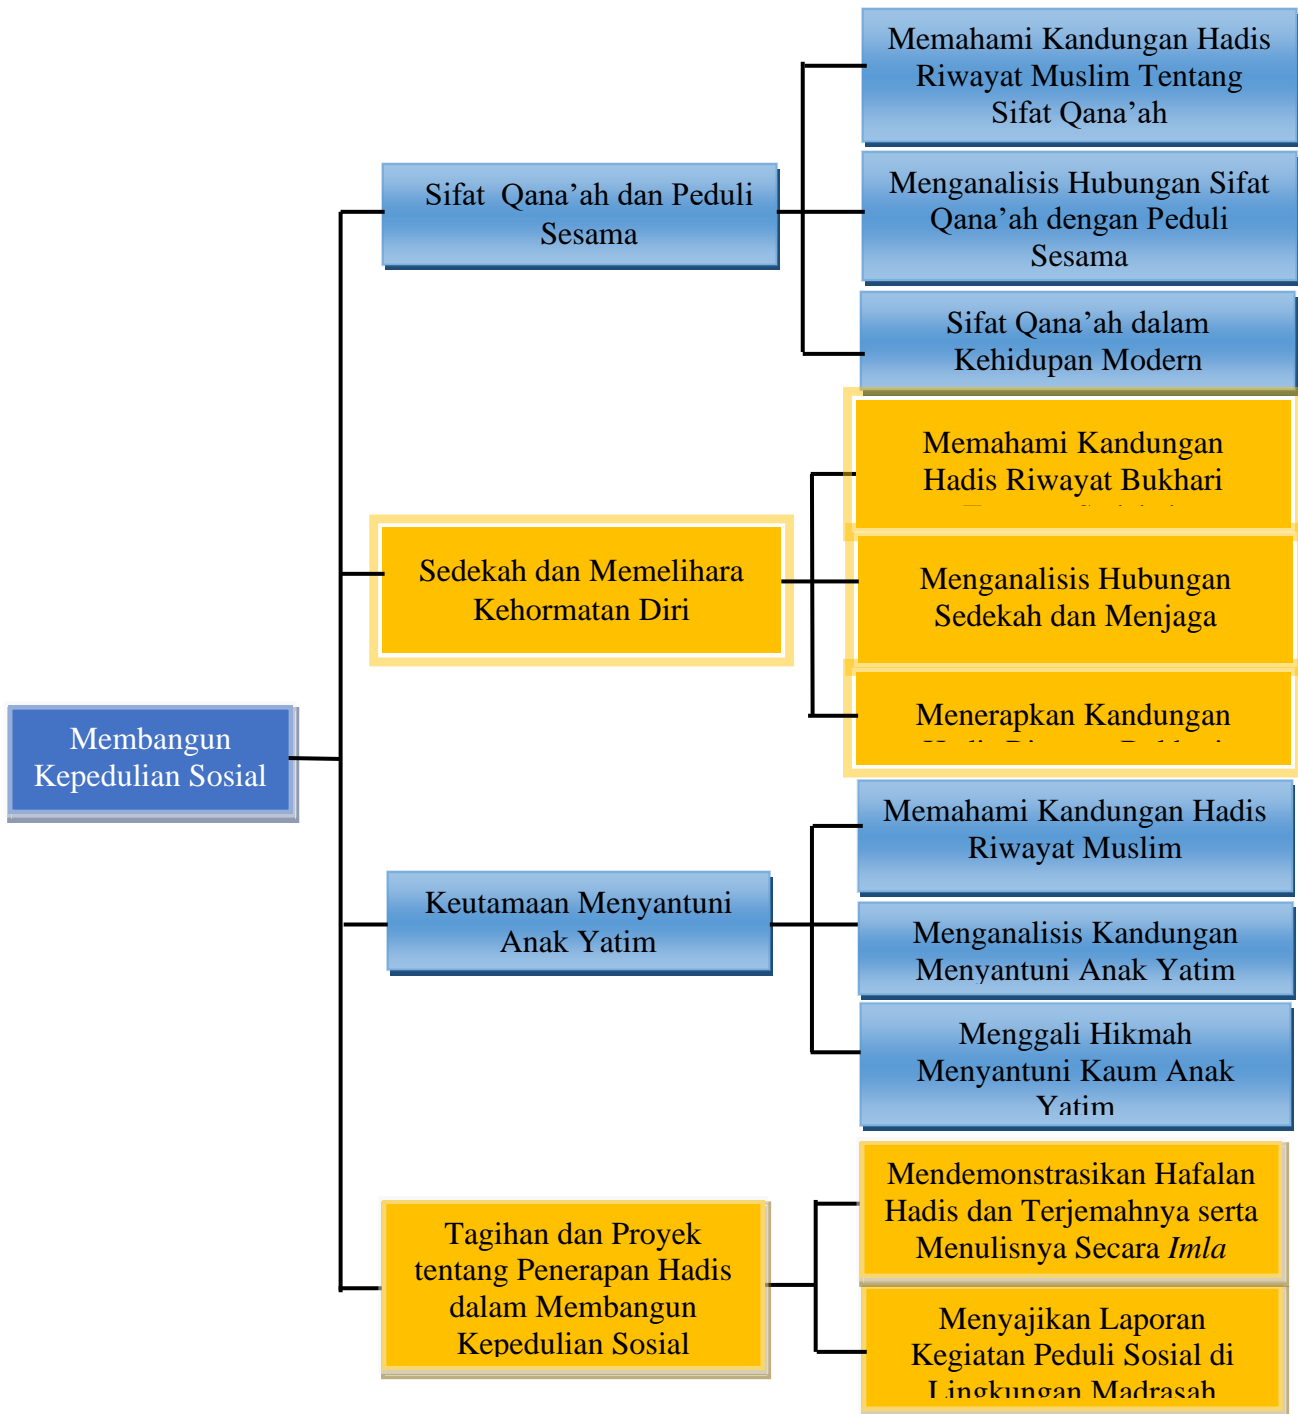 Membangun
Kepedulian Sosial
Sifat Qana’ah dan Peduli
Sesama
Memahami Kandungan Hadis
Riwayat Muslim Tentang
Sifat Qana’ah
Menganalisis Hubungan Sifat
Qana’ah dengan Peduli
Sesama
Sifat Qana’ah dalam
Kehidupan Modern
Sedekah dan Memelihara
Kehormatan Diri
Memahami Kandungan
Hadis Riwayat Bukhari
Menganalisis Hubungan
Sedekah dan Menjaga
Menerapkan Kandungan
Keutamaan Menyantuni
Anak Yatim
Memahami Kandungan Hadis
Riwayat Muslim
Menganalisis Kandungan
Menyantuni Anak Yatim
Menggali Hikmah
Menyantuni Kaum Anak
Yatim
Tagihan dan Proyek
tentang Penerapan Hadis
dalam Membangun
Kepedulian Sosial
Mendemonstrasikan Hafalan
Hadis dan Terjemahnya serta
Menulisnya Secara Imla
Menyajikan Laporan
Kegiatan Peduli Sosial di
Lingkungan Madrasah